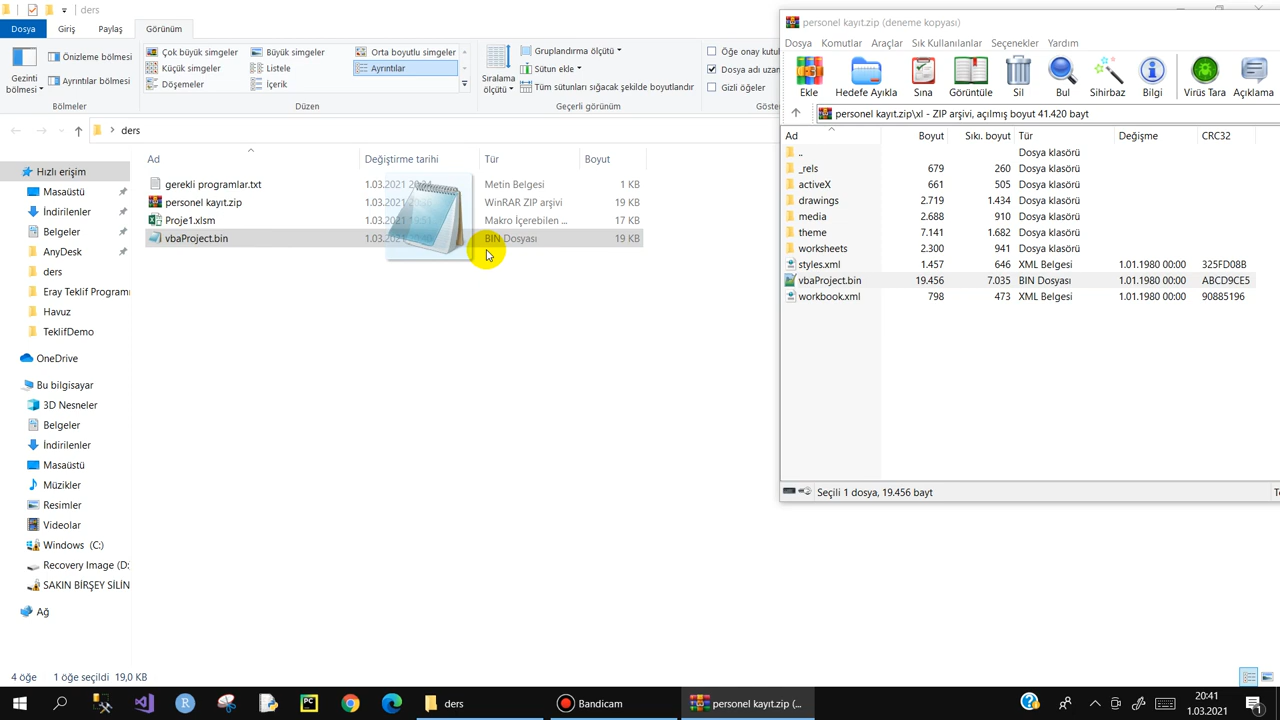 ders
Dosya Giriş Paylaş Görünüm
Gezinti bölmesi
Önizleme bölmesi
Ayrıntılar bölmesi
Bölmeler
Çok büyük simgeler
Büyük simgeler
Orta boyutlu simgeler
Küçük simgeler
Listele
Ayrıntılar
Döşemeler
İçerik
Düzen
Sıralama ölçütü
Gruplandırma ölçütü
Sütun ekle
Tüm sütunları sığacak şekilde boyutlandır
Geçerli görünüm
Öğe onay kutul
Dosya adı uzan
Gizli öğeler
Göste
ders
Ad Değiştirme tarihi Tür Boyut
gerekli programlar.txt Metin Belgesi 1 KB
personel kayıt.zip WinRAR ZIP arşivi 19 KB
Proje1.xlsm Makro İçerebilen ... 17 KB
vbaProject.bin BIN Dosyası 19 KB
Hızlı erişim
Masaüstü
İndirilenler
Belgeler
AnyDesk
ders
Eray Teklif Programı
Havuz
TeklifDemo
OneDrive
Bu bilgisayar
3D Nesneler
Belgeler
İndirilenler
Masaüstü
Müzikler
Resimler
Videolar
Windows (C:)
Recovery Image (D:
SAKIN BİRŞEY SİLİN
Ağ
4 öğe 1 öğe seçildi 19,0 KB
personel kayıt.zip (deneme kopyası)
Dosya Komutlar Araçlar Sık Kullanılanlar Seçenekler Yardım
Ekle Hedefe Ayıkla Sına Görüntüle Sil Bul Sihirbaz Bilgi Virüs Tara Açıklama
personel kayıt.zip\xl - ZIP arşivi, açılmış boyut 41.420 bayt
Ad Boyut Sıkı. boyut Tür Değişme CRC32
.. Dosya klasörü
_rels 679 260 Dosya klasörü
activeX 661 505 Dosya klasörü
drawings 2.719 1.434 Dosya klasörü
media 2.688 910 Dosya klasörü
theme 7.141 1.682 Dosya klasörü
worksheets 2.300 941 Dosya klasörü
styles.xml 1.457 646 XML Belgesi 1.01.1980 00:00 325FD08B
vbaProject.bin 19.456 7.035 BIN Dosyası 1.01.1980 00:00 ABCD9CE5
workbook.xml 798 473 XML Belgesi 1.01.1980 00:00 90885196
Seçili 1 dosya, 19.456 bayt
ders
Bandicam
personel kayıt.zip (...
20:41
1.03.2021